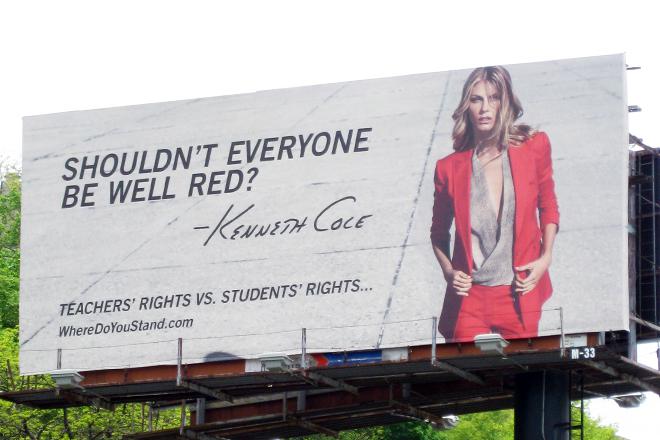 SHOULDN'T EVERYONE
BE WELL RED?
-KENNETH COLE
TEACHERS' RIGHTS VS. STUDENTS' RIGHTS...
WhereDoYouStand.com
M-33